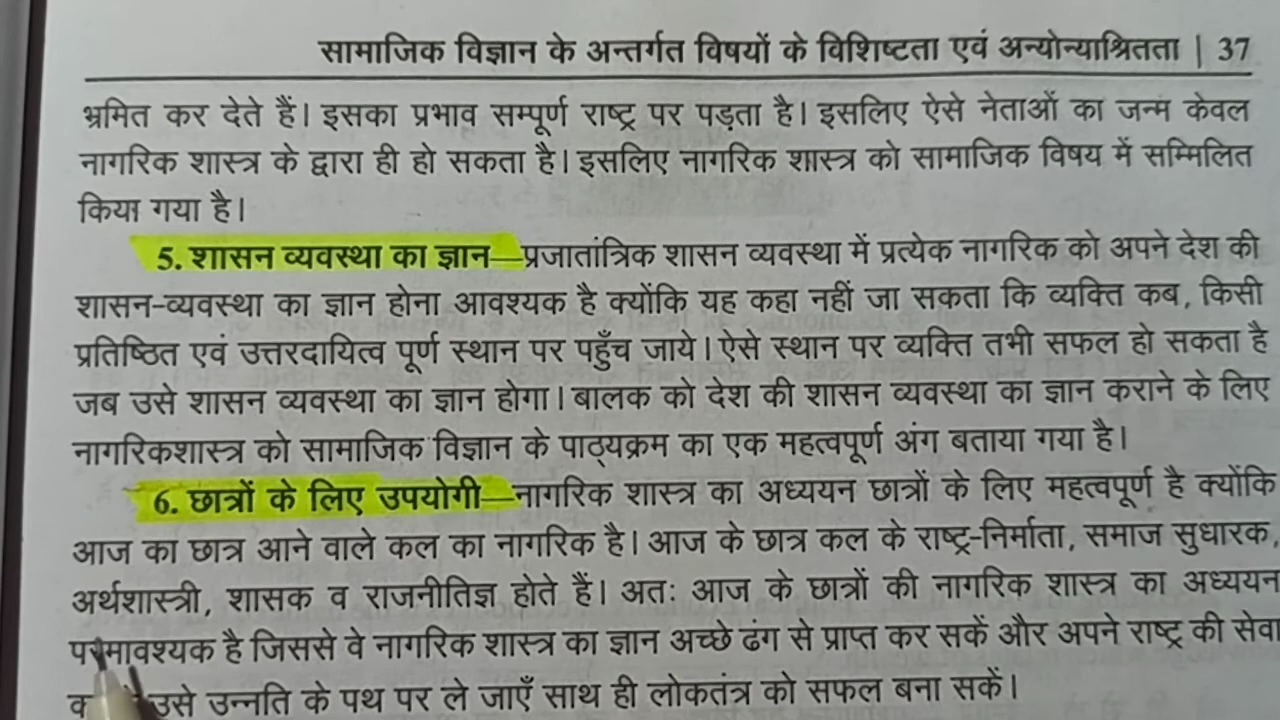 सामाजिक विज्ञान के अन्तर्गत विषयों के विशिष्टता एवं अन्योन्याश्रितता | 37
भ्रमित कर देते हैं। इसका प्रभाव सम्पूर्ण राष्ट्र पर पड़ता है। इसलिए ऐसे नेताओं का जन्म केवल
नागरिक शास्त्र के द्वारा ही हो सकता है। इसलिए नागरिक शास्त्र को सामाजिक विषय में सम्मिलित
किया गया है।
5. शासन व्यवस्था का ज्ञान—प्रजातांत्रिक शासन व्यवस्था में प्रत्येक नागरिक को अपने देश की
शासन-व्यवस्था का ज्ञान होना आवश्यक है क्योंकि यह कहा नहीं जा सकता कि व्यक्ति कब, किसी
प्रतिष्ठित एवं उत्तरदायित्व पूर्ण स्थान पर पहुँच जाये। ऐसे स्थान पर व्यक्ति तभी सफल हो सकता है
जब उसे शासन व्यवस्था का ज्ञान होगा। बालक को देश की शासन व्यवस्था का ज्ञान कराने के लिए
नागरिकशास्त्र को सामाजिक विज्ञान के पाठ्यक्रम का एक महत्वपूर्ण अंग बताया गया है।
6. छात्रों के लिए उपयोगी—नागरिक शास्त्र का अध्ययन छात्रों के लिए महत्वपूर्ण है क्योंकि
आज का छात्र आने वाले कल का नागरिक है। आज के छात्र कल के राष्ट्र-निर्माता, समाज सुधारक,
अर्थशास्त्री, शासक व राजनीतिज्ञ होते हैं। अतः आज के छात्रों की नागरिक शास्त्र का अध्ययन
परमावश्यक है जिससे वे नागरिक शास्त्र का ज्ञान अच्छे ढंग से प्राप्त कर सकें और अपने राष्ट्र की सेवा
उसे उन्नति के पथ पर ले जाएँ साथ ही लोकतंत्र को सफल बना सकें।